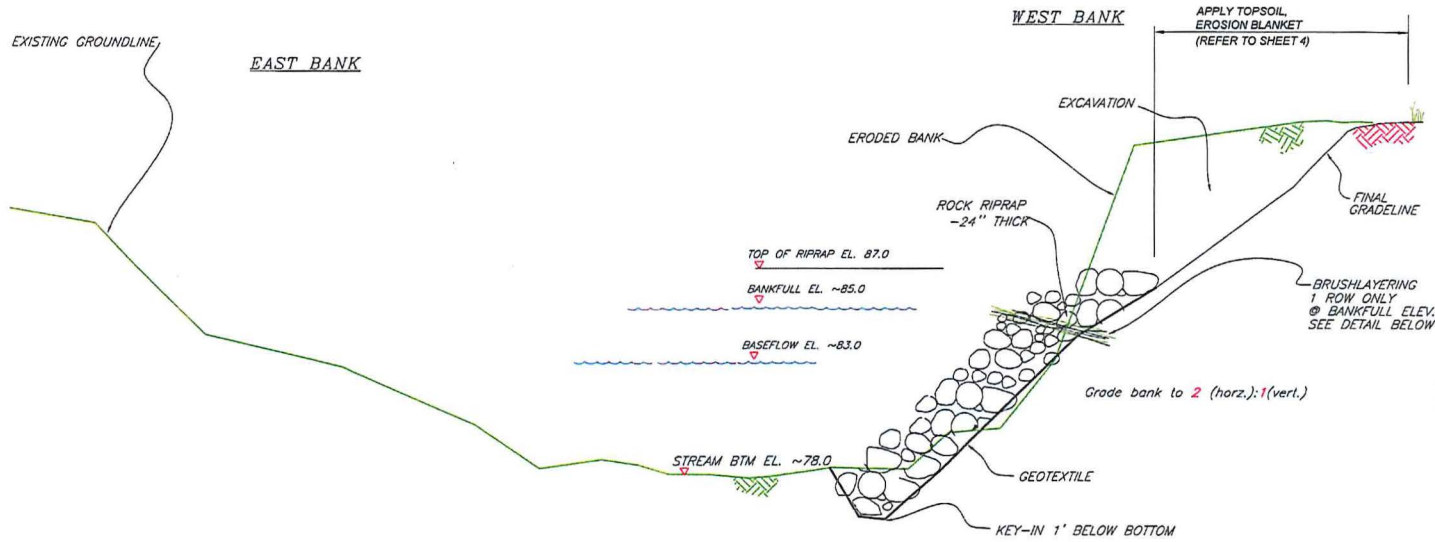 WEST BANK
APPLY TOPSOIL,
EROSION BLANKET
(REFER TO SHEET 4)
EXISTING GROUNDLINE
EAST BANK
EXCAVATION
ERODED BANK
ROCK RIPRAP
-24" THICK
FINAL
GRADELINE
TOP OF RIPRAP EL. 87.0
BANKFULL EL. ~85.0
BRUSHLAYERING
1 ROW ONLY
@ BANKFULL ELEV.
SEE DETAIL BELOW
BASEFLOW EL. ~83.0
Grade bank to 2 (horz.):1(vert.)
STREAM BTM EL. ~78.0
GEOTEXTILE
KEY-IN 1' BELOW BOTTOM